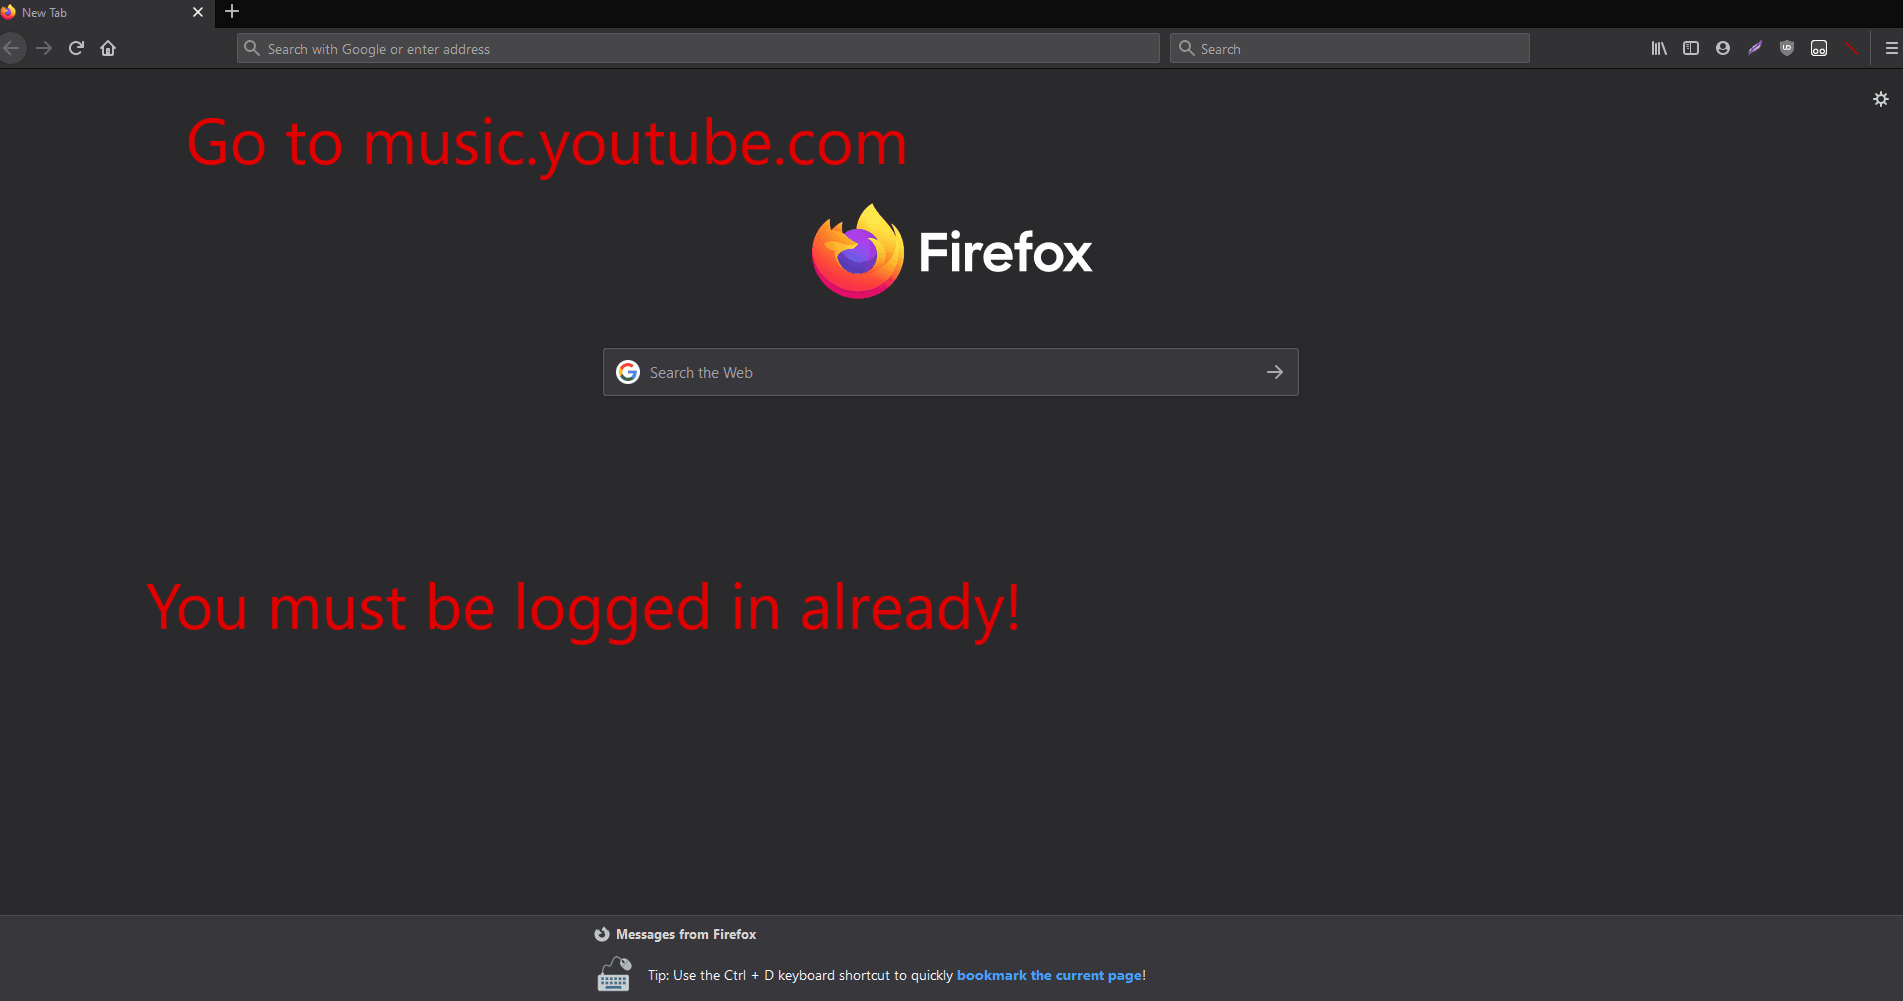 New Tab
Search with Google or enter address
Search
Go to music.youtube.com
Firefox
Search the Web
You must be logged in already!
Messages from Firefox
Tip: Use the Ctrl + D keyboard shortcut to quickly bookmark the current page!